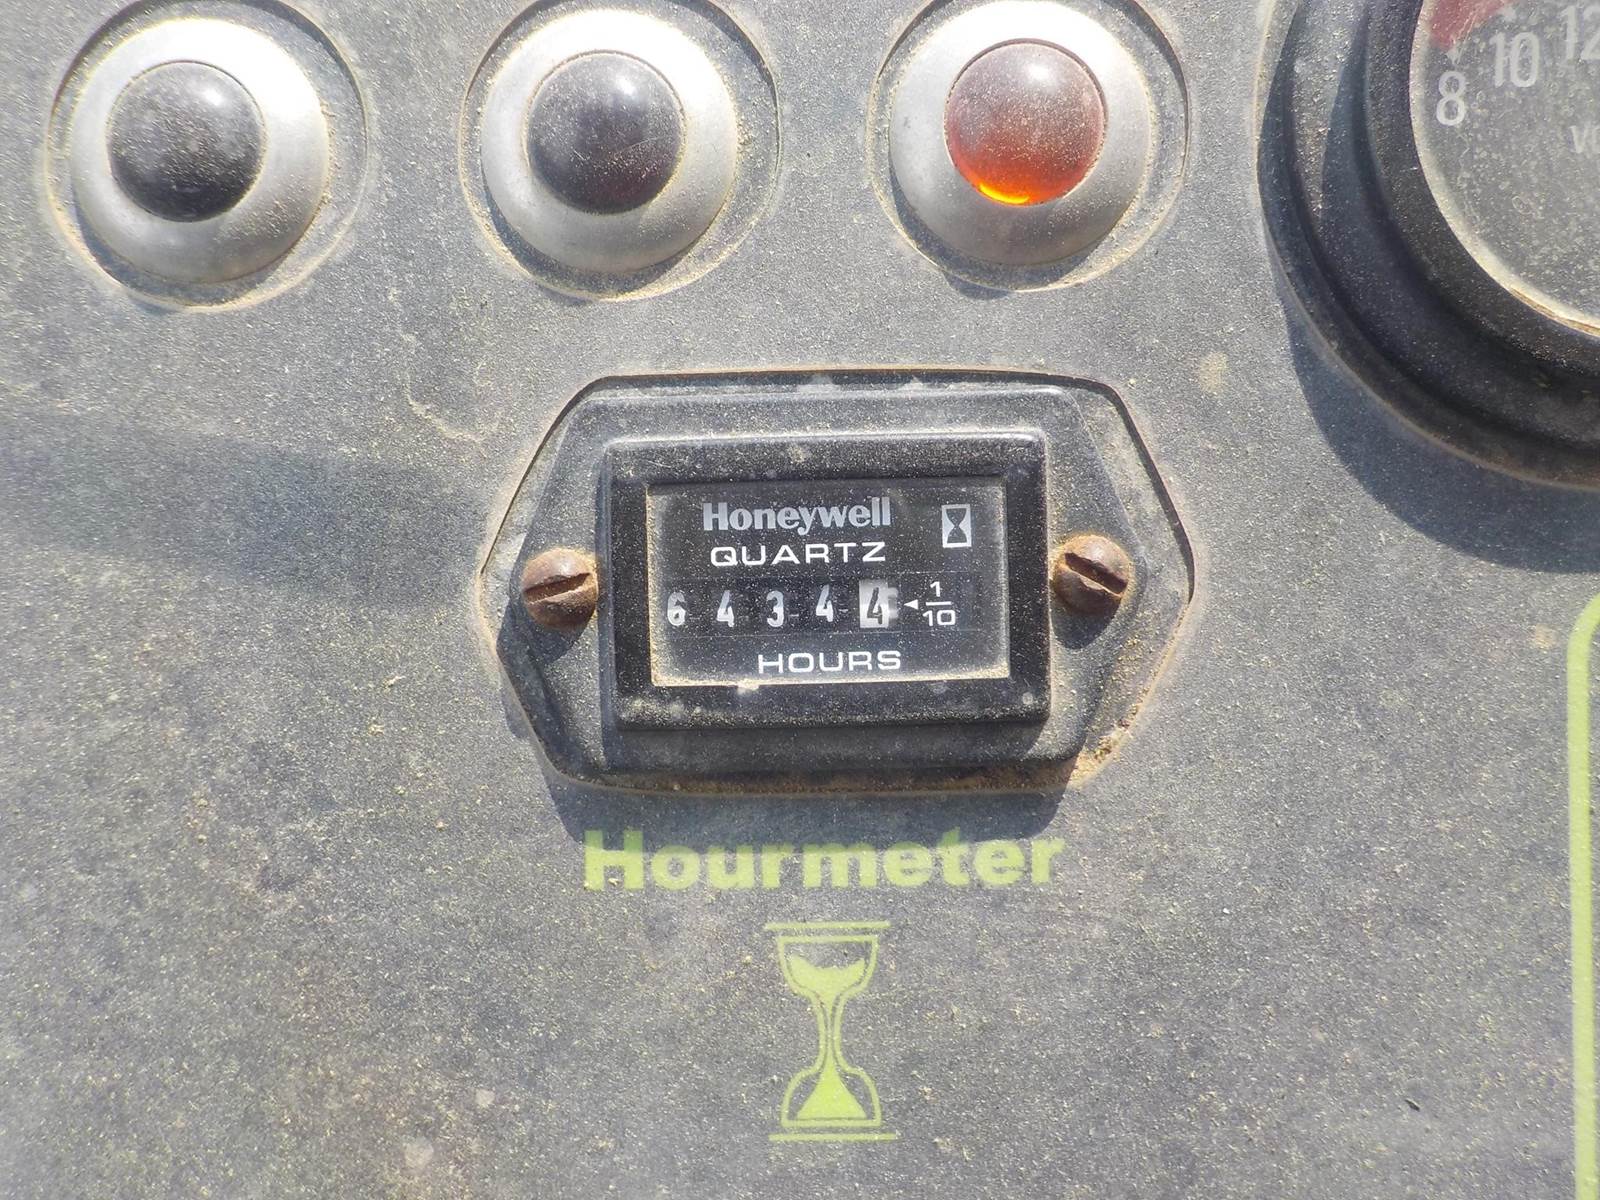 8 10 12
Honeywell
QUARTZ
6 4 3 4 4 ◄ 1/10
HOURS
Hourmeter